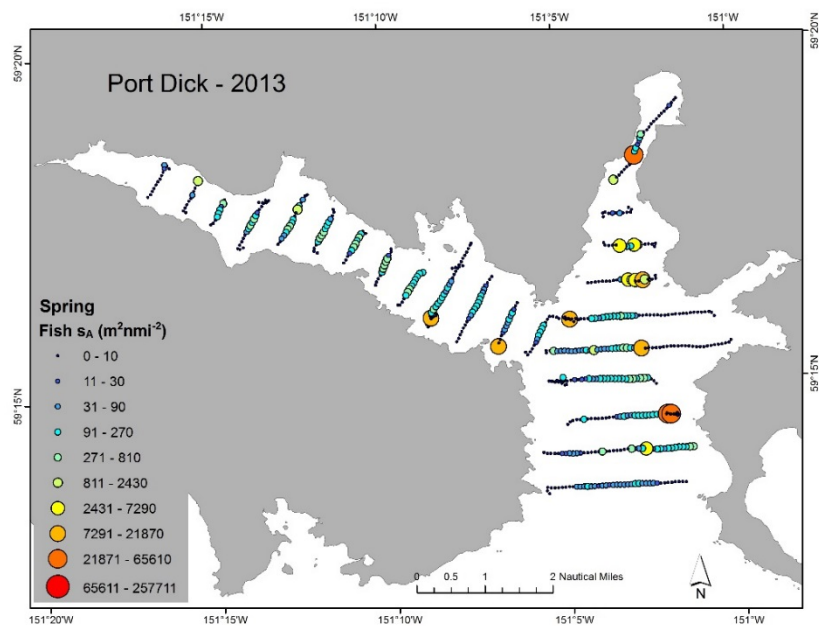 151°15'W 151°10'W 151°5'W 151°W
59°20'N 59°20'N
Port Dick - 2013
Spring
Fish sA (m²nmi-²)
0 - 10
11 - 30
31 - 90
91 - 270
271 - 810
811 - 2430
2431 - 7290
7291 - 21870
21871 - 65610
65611 - 257711
59°15'N 59°15'N
0 0.5 1 2 Nautical Miles
N
151°20'W 151°15'W 151°10'W 151°5'W 151°W